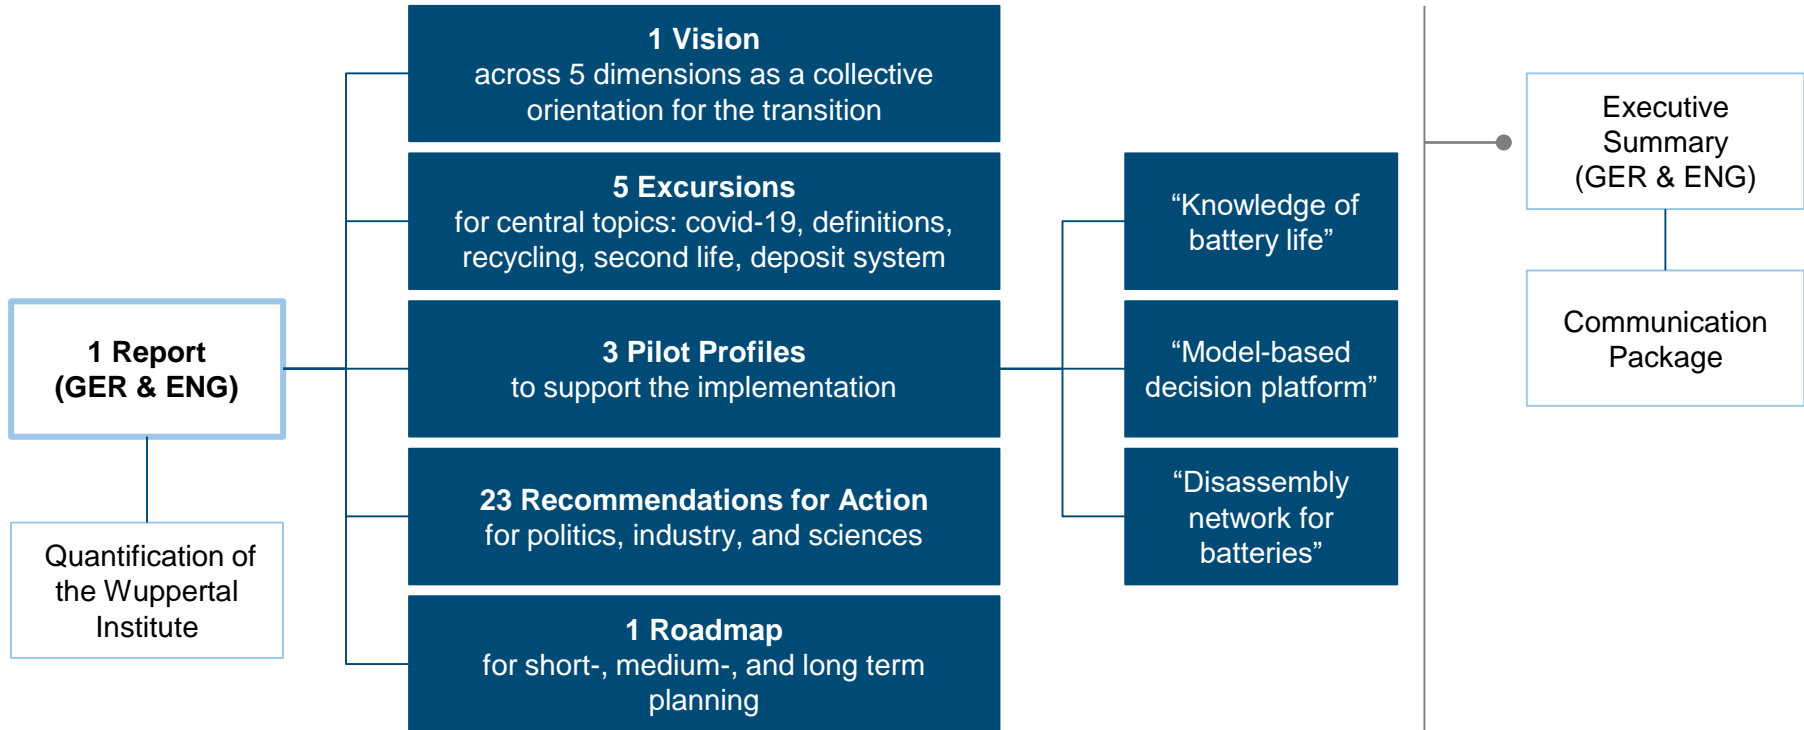 1 Report
(GER & ENG)
Quantification of
the Wuppertal
Institute
1 Vision
across 5 dimensions as a collective
orientation for the transition
5 Excursions
for central topics: covid-19, definitions,
recycling, second life, deposit system
3 Pilot Profiles
to support the implementation
23 Recommendations for Action
for politics, industry, and sciences
1 Roadmap
for short-, medium-, and long term
planning
“Knowledge of
battery life”
“Model-based
decision platform”
“Disassembly
network for
batteries”
Executive
Summary
(GER & ENG)
Communication
Package